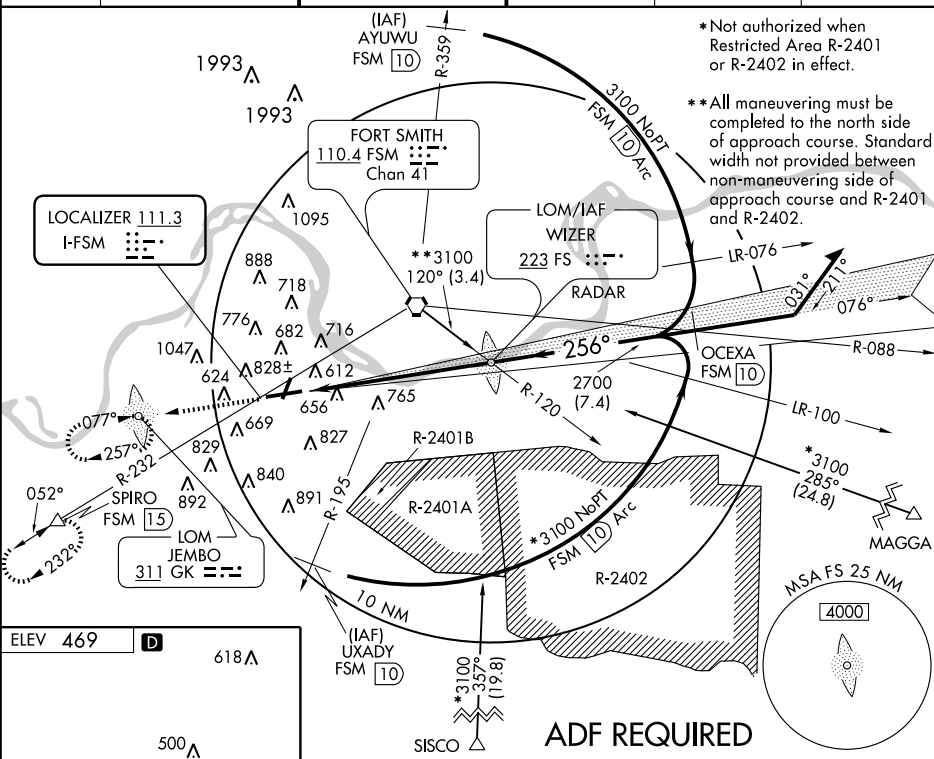 (IAF)
AYUWU
FSM 10
R-359
*Not authorized when
Restricted Area R-2401
or R-2402 in effect.
**All maneuvering must be
completed to the north side
of approach course. Standard
width not provided between
non-maneuvering side of
approach course and R-2401
and R-2402.
1993
1993
3100 NoPT
FSM 10 Arc
FORT SMITH
110.4 FSM
Chan 41
1095
LOCALIZER 111.3
I-FSM
LOM/IAF
WIZER
223 FS
RADAR
**3100
120° (3.4)
LR-076
031°
211°
076°
888
718
776
682
716
1047
828±
612
624
656
765
669
827
829
840
892
891
256°
2700
(7.4)
OCEXA
FSM 10
R-088
R-120
LR-100
*3100
285°
(24.8)
MAGGA
077°
257°
R-232
052°
232°
SPIRO
FSM 15
LOM
JEMBO
311 GK
R-195
R-2401B
R-2401A
R-2402
*3100 NoPT
FSM 10 Arc
10 NM
(IAF)
UXADY
FSM 10
*3100
357°
(19.8)
SISCO
MSA FS 25 NM
4000
ELEV 469
D
618
500
ADF REQUIRED